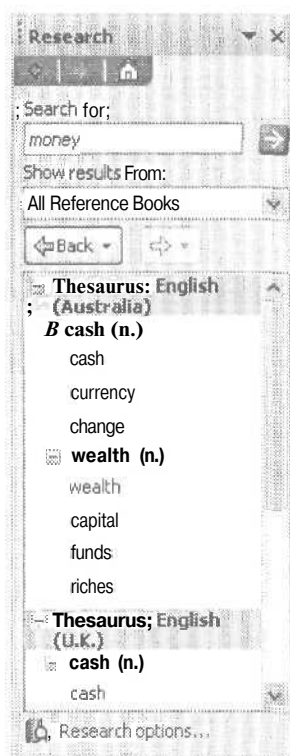 Research
; Search for;
money
Show results From:
All Reference Books
Back
Thesaurus: English
; (Australia)
B cash (n.)
cash
currency
change
wealth (n.)
wealth
capital
funds
riches
Thesaurus; English
(U.K.)
cash (n.)
cash
Research options...